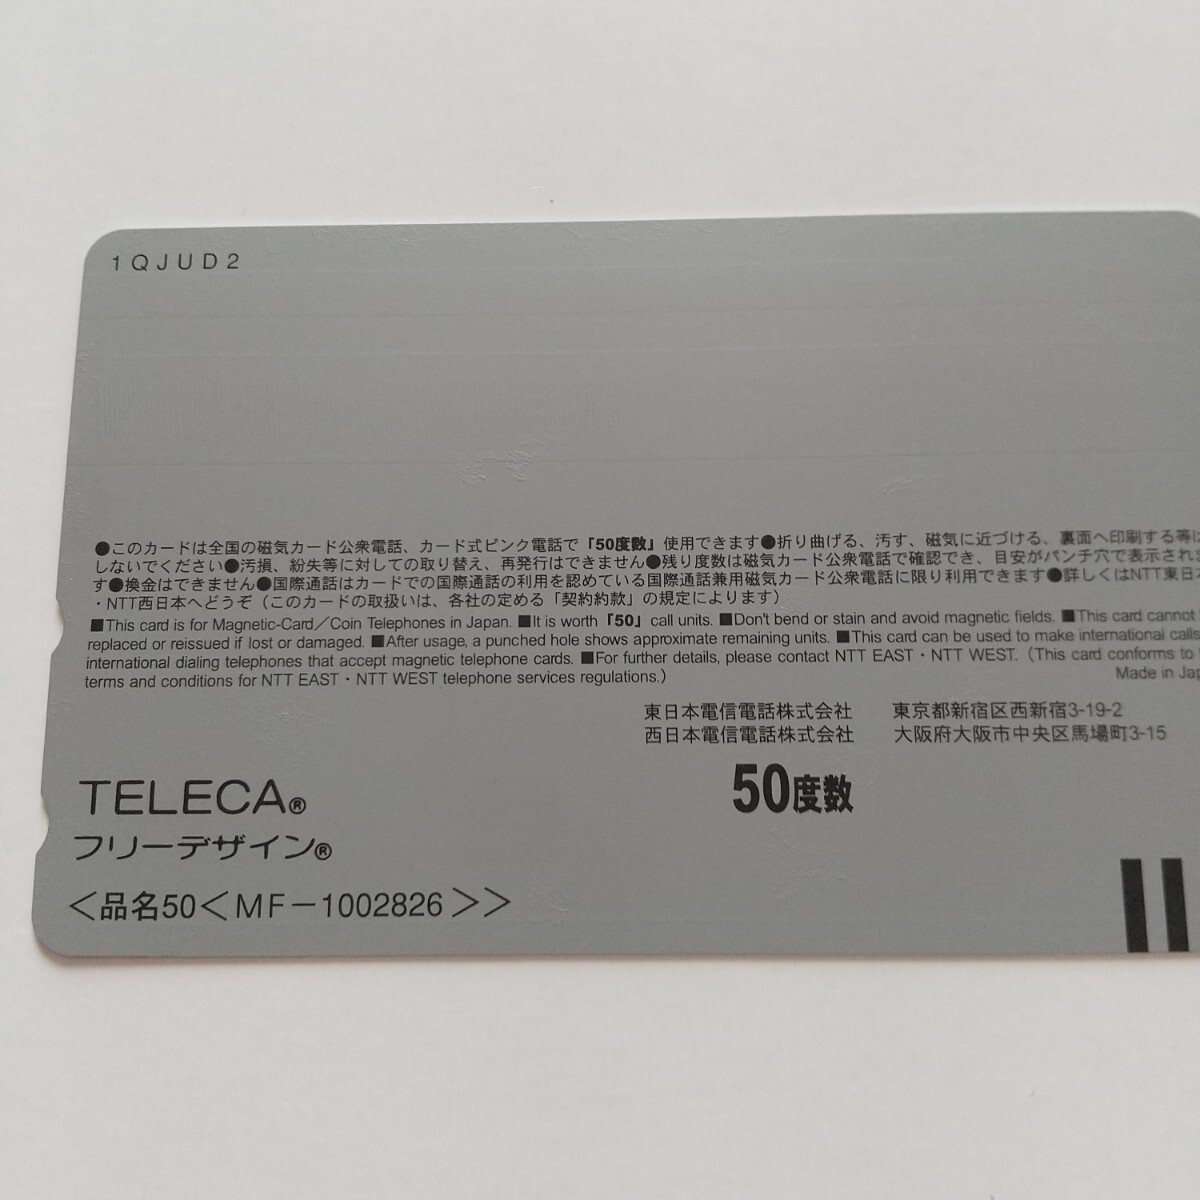 1QJUD2
●このカードは全国の磁気カード公衆電話、カード式ピンク電話で「50度数」使用できます●折り曲げる、汚す、磁気に近づける、裏面へ印刷する等は
しないでください●汚損、紛失等に対しての取り替え、再発行はできません●残り度数は磁気カード公衆電話で確認でき、目安がパンチ穴で表示されま
す●換金はできません●国際通話はカードでの国際通話の利用を認めている国際通話兼用磁気カード公衆電話に限り利用できます●詳しくはNTT東日本
・NTT西日本へどうぞ（このカードの取扱いは、各社の定める「契約約款」の規定によります）
■This card is for Magnetic-Card／Coin Telephones in Japan. ■It is worth「50」call units. ■Don't bend or stain and avoid magnetic fields. ■This card cannot
replaced or reissued if lost or damaged. ■After usage, a punched hole shows approximate remaining units. ■This card can be used to make international calls
international dialing telephones that accept magnetic telephone cards. ■For further details, please contact NTT EAST・NTT WEST.（This card conforms to
terms and conditions for NTT EAST・NTT WEST telephone services regulations.） Made in Jap
東日本電信電話株式会社 東京都新宿区西新宿3-19-2
西日本電信電話株式会社 大阪府大阪市中央区馬場町3-15
50度数
TELECA®
フリーデザイン®
＜品名50＜MF－1002826＞＞